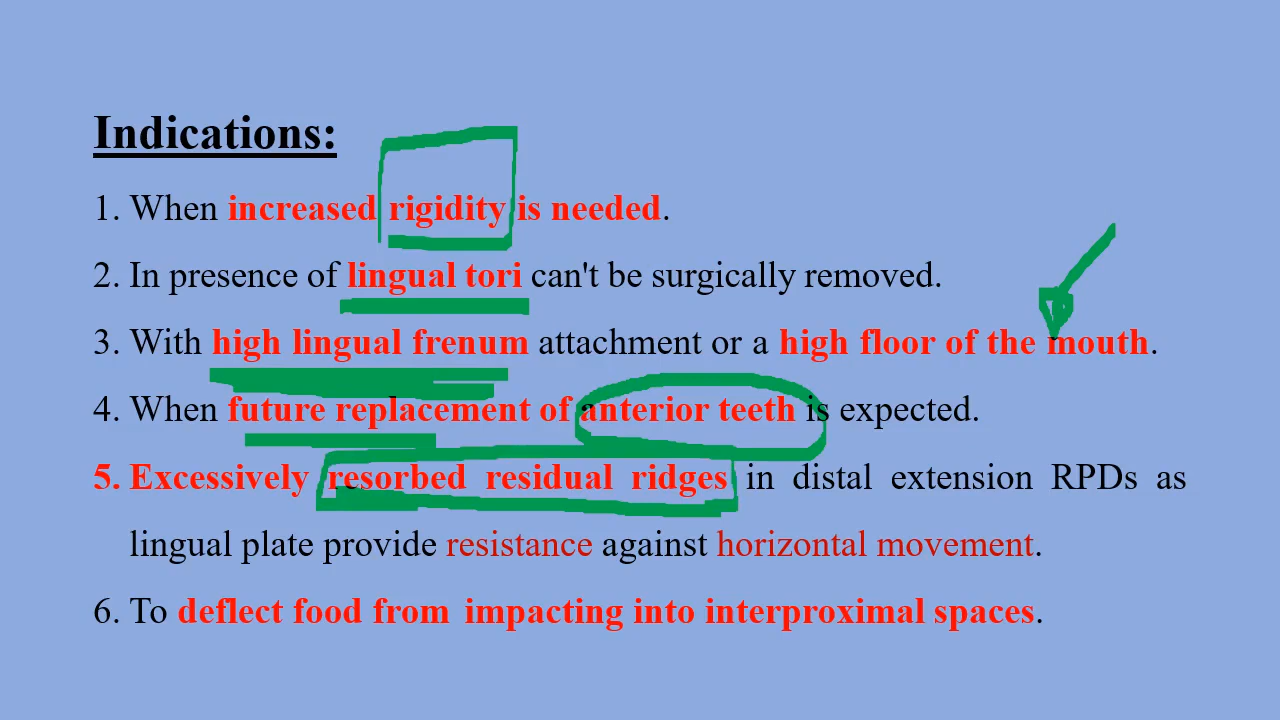 Indications:
1. When increased rigidity is needed.
2. In presence of lingual tori can't be surgically removed.
3. With high lingual frenum attachment or a high floor of the mouth.
4. When future replacement of anterior teeth is expected.
5. Excessively resorbed residual ridges in distal extension RPDs as
lingual plate provide resistance against horizontal movement.
6. To deflect food from impacting into interproximal spaces.